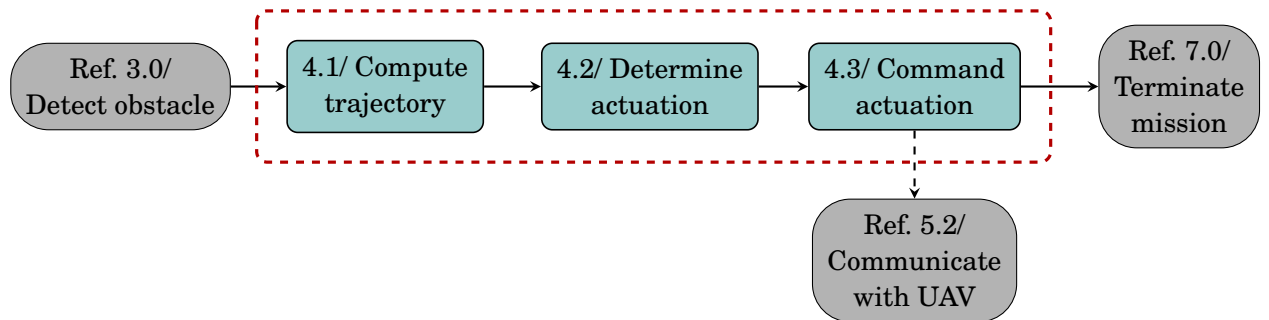 Ref. 3.0/
Detect obstacle
4.1/ Compute
trajectory
4.2/ Determine
actuation
4.3/ Command
actuation
Ref. 7.0/
Terminate
mission
Ref. 5.2/
Communicate
with UAV